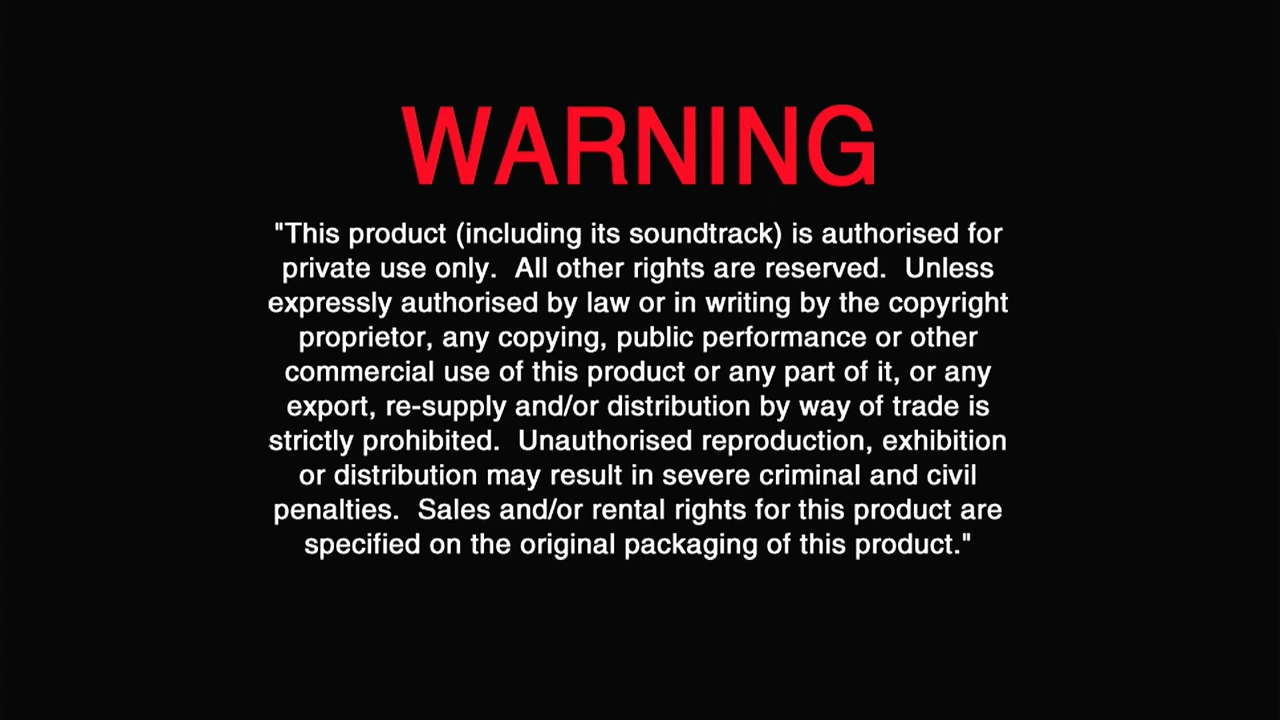 WARNING
"This product (including its soundtrack) is authorised for
private use only.  All other rights are reserved.  Unless
expressly authorised by law or in writing by the copyright
proprietor, any copying, public performance or other
commercial use of this product or any part of it, or any
export, re-supply and/or distribution by way of trade is
strictly prohibited.  Unauthorised reproduction, exhibition
or distribution may result in severe criminal and civil
penalties.  Sales and/or rental rights for this product are
specified on the original packaging of this product."